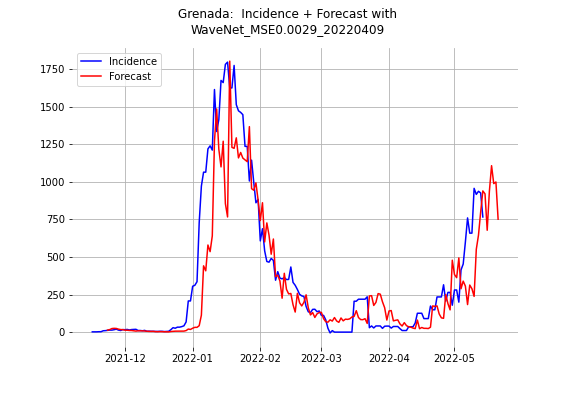 Grenada:  Incidence + Forecast with
WaveNet_MSE0.0029_20220409
Incidence
Forecast
1750
1500
1250
1000
750
500
250
0
2021-12 2022-01 2022-02 2022-03 2022-04 2022-05